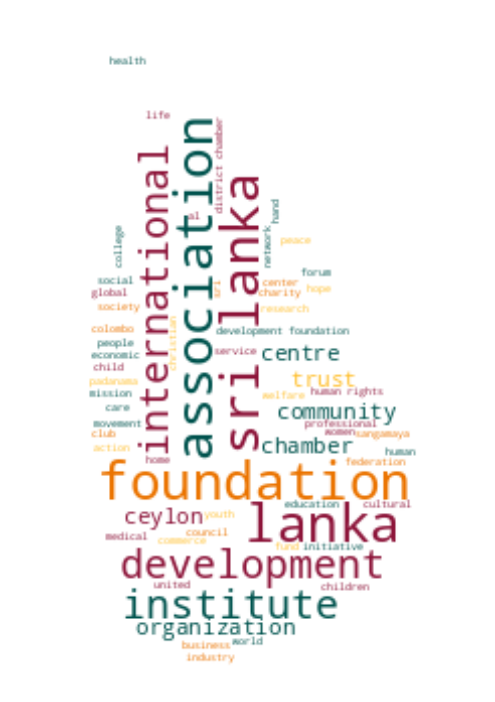 health
life
international
association
district chamber
sri lanka
al
hand
network
college
peace
social
forum
global
sri
center
charity
hope
society
research
colombo
christian
development foundation
people
economic
service
centre
child
padanama
trust
mission
welfare
human rights
care
community
movement
professional
club
women
sangamaya
action
chamber
human
home
federation
foundation
education
cultural
ceylon
youth
lanka
medical
council
commerce
fund
initiative
development
united
children
institute
organization
world
business
industry